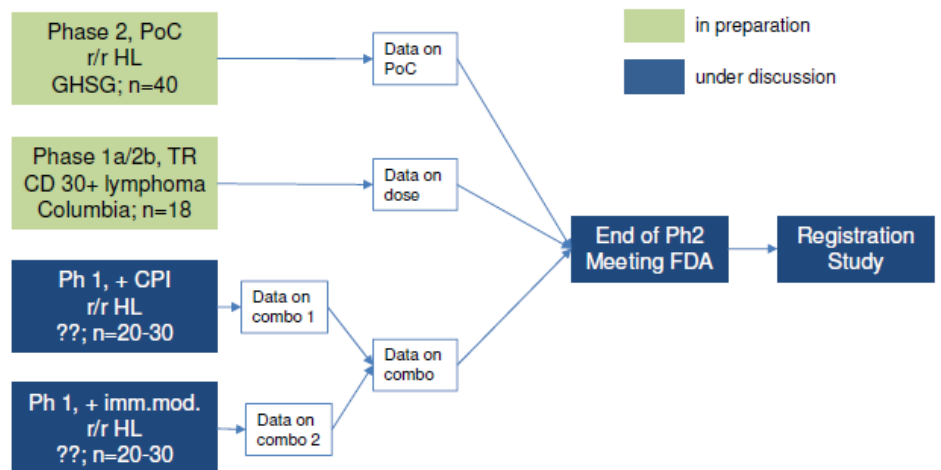 Phase 2, PoC
r/r HL
GHSG; n=40
Data on
PoC
in preparation
under discussion
Phase 1a/2b, TR
CD 30+ lymphoma
Columbia; n=18
Data on
dose
End of Ph2
Meeting FDA
Registration
Study
Ph 1, + CPI
r/r HL
??; n=20-30
Data on
combo 1
Data on
combo
Ph 1, + imm.mod.
r/r HL
??; n=20-30
Data on
combo 2